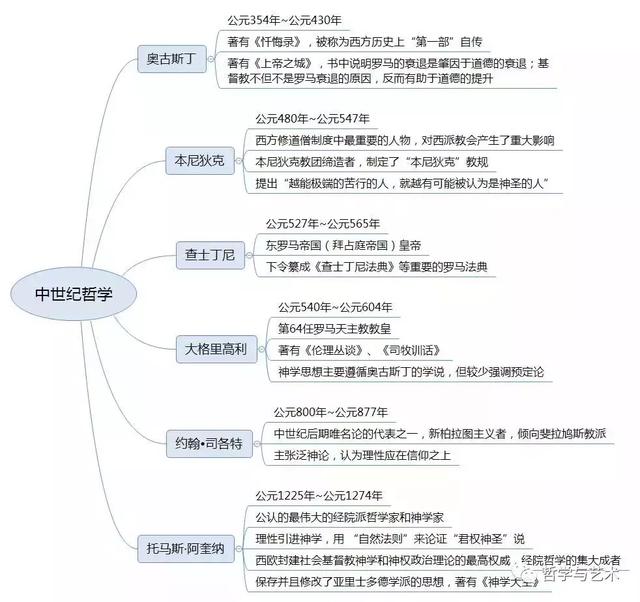 中世纪哲学
奥古斯丁
公元354年~公元430年
著有《忏悔录》，被称为西方历史上“第一部”自传
著有《上帝之城》，书中说明罗马的衰退是肇因于道德的衰退；基
督教不但不是罗马衰退的原因，反而有助于道德的提升
本尼狄克
公元480年~公元547年
西方修道僧制度中最重要的人物，对西派教会产生了重大影响
本尼狄克教团缔造者，制定了“本尼狄克”教规
提出“越能极端的苦行的人，就越有可能被认为是神圣的人”
查士丁尼
公元527年~公元565年
东罗马帝国（拜占庭帝国）皇帝
下令纂成《查士丁尼法典》等重要的罗马法典
大格里高利
公元540年~公元604年
第64任罗马天主教教皇
著有《伦理丛谈》、《司牧训话》
神学思想主要遵循奥古斯丁的学说，但较少强调预定论
约翰•司各特
公元800年~公元877年
中世纪后期唯名论的代表之一，新柏拉图主义者，倾向斐拉鸠斯教派
主张泛神论，认为理性应在信仰之上
托马斯·阿奎纳
公元1225年~公元1274年
公认的最伟大的经院派哲学家和神学家
理性引进神学，用 “自然法则”来论证“君权神圣”说
西欧封建社会基督教神学和神权政治理论的最高权威，经院哲学的集大成者
保存并且修改了亚里士多德学派的思想，著有《神学大全》
哲学与艺术